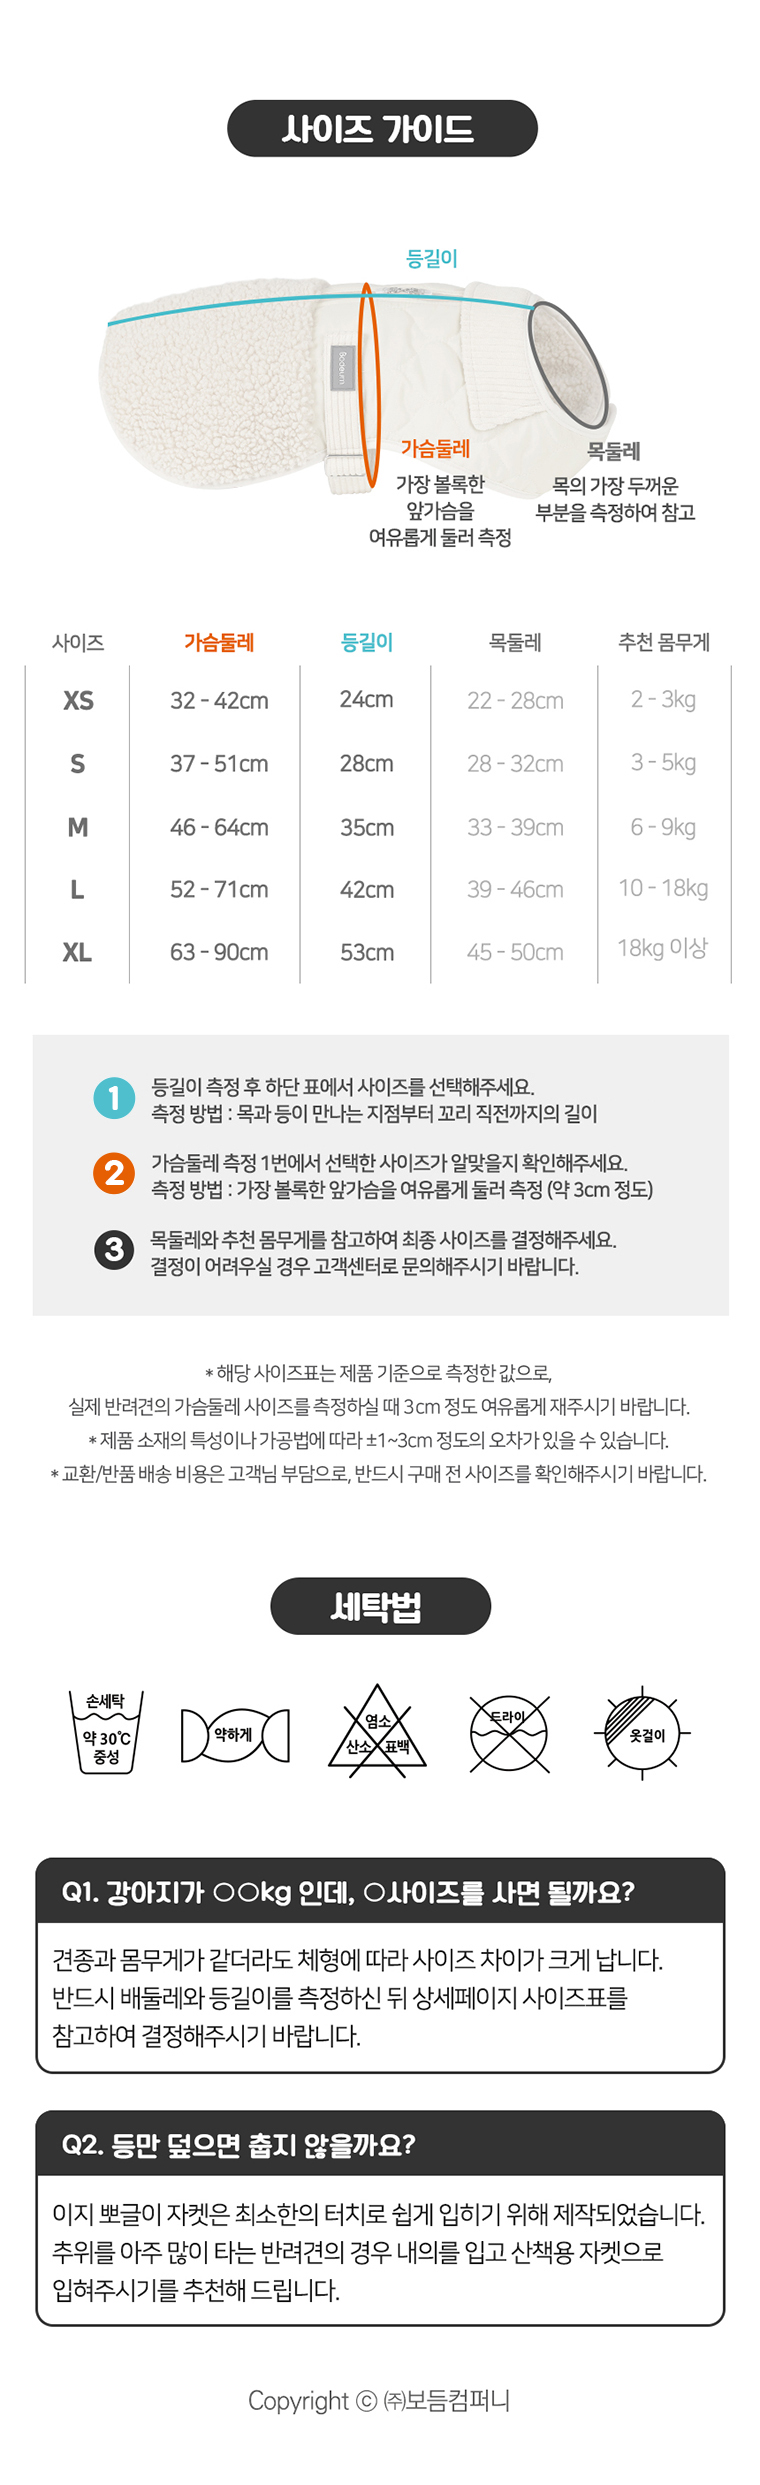 사이즈 가이드
등길이
Bodeum.
가슴둘레
가장 볼록한
앞가슴을
여유롭게 둘러 측정
목둘레
목의 가장 두꺼운
부분을 측정하여 참고
사이즈 가슴둘레 등길이 목둘레 추천 몸무게
XS 32 - 42cm 24cm 22 - 28cm 2 - 3kg
S 37 - 51cm 28cm 28 - 32cm 3 - 5kg
M 46 - 64cm 35cm 33 - 39cm 6 - 9kg
L 52 - 71cm 42cm 39 - 46cm 10 - 18kg
XL 63 - 90cm 53cm 45 - 50cm 18kg 이상
1 등길이 측정 후 하단 표에서 사이즈를 선택해주세요.
측정 방법 : 목과 등이 만나는 지점부터 꼬리 직전까지의 길이
2 가슴둘레 측정 1번에서 선택한 사이즈가 알맞을지 확인해주세요.
측정 방법 : 가장 볼록한 앞가슴을 여유롭게 둘러 측정 (약 3cm 정도)
3 목둘레와 추천 몸무게를 참고하여 최종 사이즈를 결정해주세요.
결정이 어려우실 경우 고객센터로 문의해주시기 바랍니다.
* 해당 사이즈표는 제품 기준으로 측정한 값으로,
실제 반려견의 가슴둘레 사이즈를 측정하실 때 3cm 정도 여유롭게 재주시기 바랍니다.
* 제품 소재의 특성이나 가공법에 따라 ±1~3cm 정도의 오차가 있을 수 있습니다.
* 교환/반품 배송 비용은 고객님 부담으로, 반드시 구매 전 사이즈를 확인해주시기 바랍니다.
세탁법
손세탁
약 30℃
중성
약하게
염소
산소 표백
드라이
옷걸이
Q1. 강아지가 ○○kg 인데, ○사이즈를 사면 될까요?
견종과 몸무게가 같더라도 체형에 따라 사이즈 차이가 크게 납니다.
반드시 배둘레와 등길이를 측정하신 뒤 상세페이지 사이즈표를
참고하여 결정해주시기 바랍니다.
Q2. 등만 덮으면 춥지 않을까요?
이지 뽀글이 자켓은 최소한의 터치로 쉽게 입히기 위해 제작되었습니다.
추위를 아주 많이 타는 반려견의 경우 내의를 입고 산책용 자켓으로
입혀주시기를 추천해 드립니다.
Copyright ⓒ ㈜보듬컴퍼니